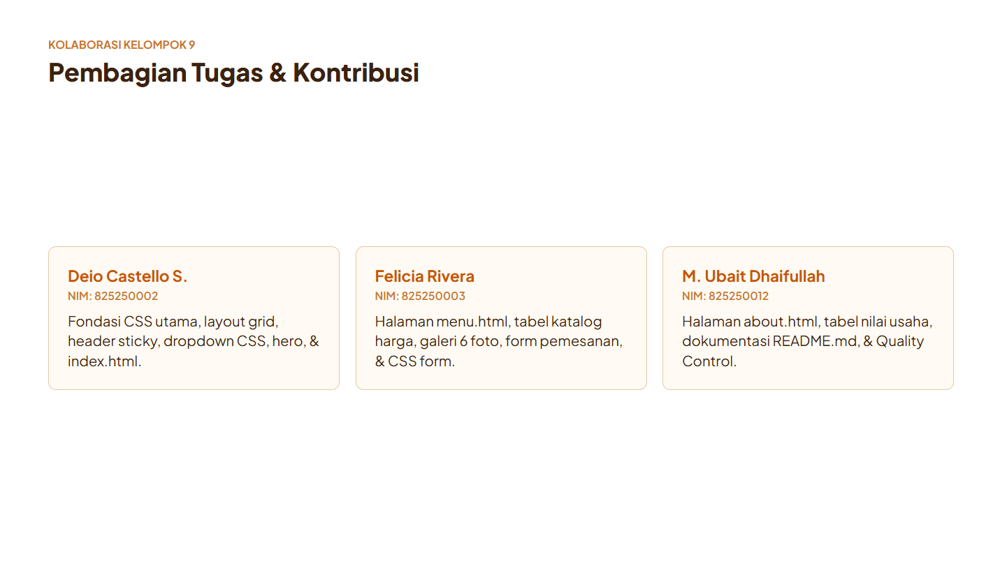 KOLABORASI KELOMPOK 9
Pembagian Tugas & Kontribusi
Deio Castello S.
NIM: 825250002
Fondasi CSS utama, layout grid,
header sticky, dropdown CSS, hero, &
index.html.
Felicia Rivera
NIM: 825250003
Halaman menu.html, tabel katalog
harga, galeri 6 foto, form pemesanan,
& CSS form.
M. Ubait Dhaifullah
NIM: 825250012
Halaman about.html, tabel nilai usaha,
dokumentasi README.md, & Quality
Control.